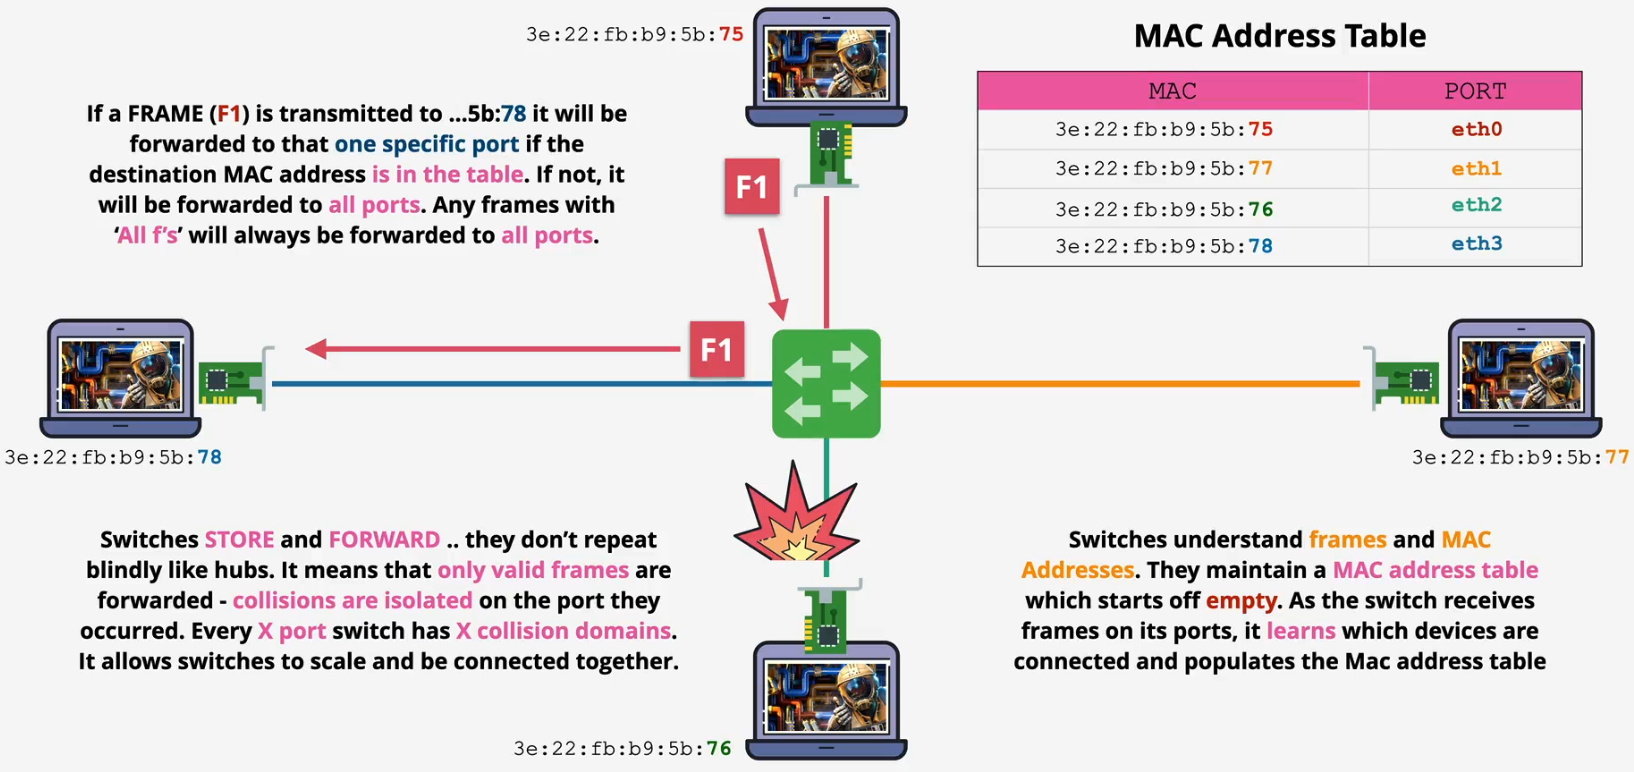 3e:22:fb:b9:5b:75
MAC Address Table
MAC PORT
3e:22:fb:b9:5b:75 eth0
3e:22:fb:b9:5b:77 eth1
3e:22:fb:b9:5b:76 eth2
3e:22:fb:b9:5b:78 eth3
If a FRAME (F1) is transmitted to ...5b:78 it will be
forwarded to that one specific port if the
destination MAC address is in the table. If not, it
will be forwarded to all ports. Any frames with
‘All f’s’ will always be forwarded to all ports.
F1
F1
3e:22:fb:b9:5b:78
3e:22:fb:b9:5b:77
Switches STORE and FORWARD .. they don’t repeat
blindly like hubs. It means that only valid frames are
forwarded - collisions are isolated on the port they
occurred. Every X port switch has X collision domains.
It allows switches to scale and be connected together.
Switches understand frames and MAC
Addresses. They maintain a MAC address table
which starts off empty. As the switch receives
frames on its ports, it learns which devices are
connected and populates the Mac address table
3e:22:fb:b9:5b:76